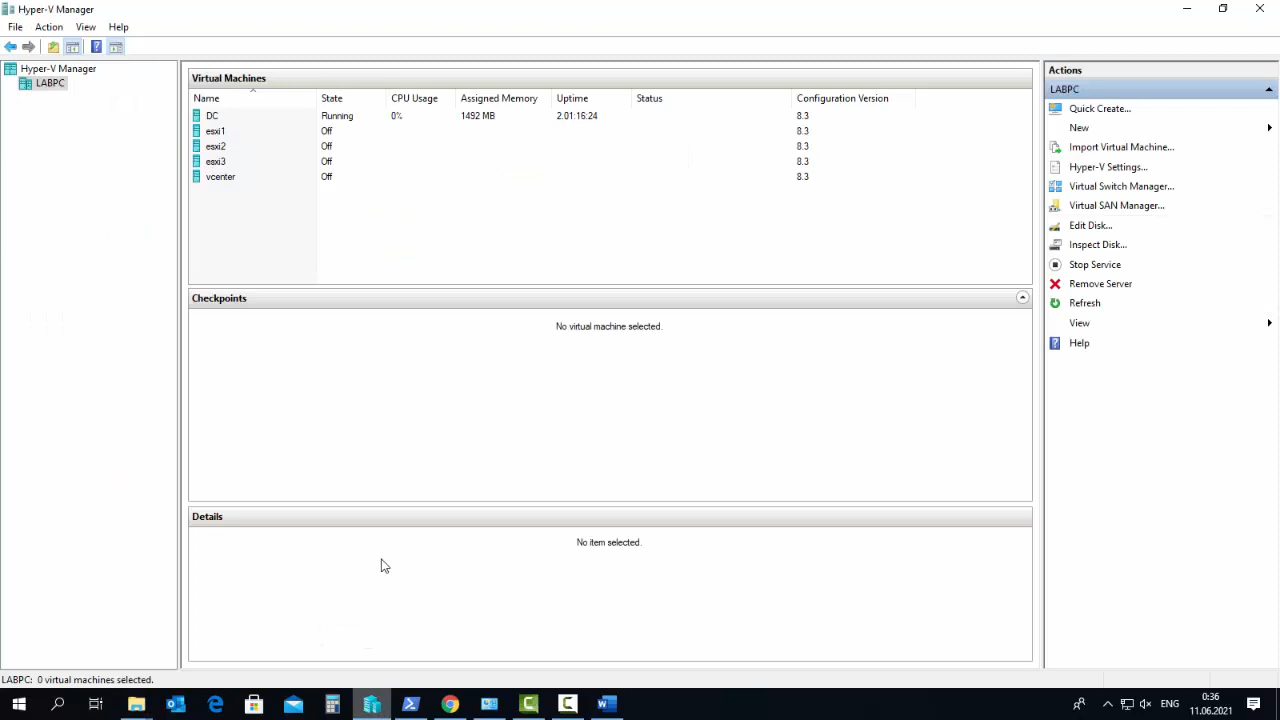 Hyper-V Manager
File Action View Help
Hyper-V Manager
LABPC
Virtual Machines
Name State CPU Usage Assigned Memory Uptime Status Configuration Version
DC Running 0% 1492 MB 2.01:16:24 8.3
esxi1 Off 8.3
esxi2 Off 8.3
esxi3 Off 8.3
vcenter Off 8.3
Checkpoints
No virtual machine selected.
Details
No item selected.
Actions
LABPC
Quick Create...
New
Import Virtual Machine...
Hyper-V Settings...
Virtual Switch Manager...
Virtual SAN Manager...
Edit Disk...
Inspect Disk...
Stop Service
Remove Server
Refresh
View
Help
LABPC: 0 virtual machines selected.
ENG
0:36
11.06.2021